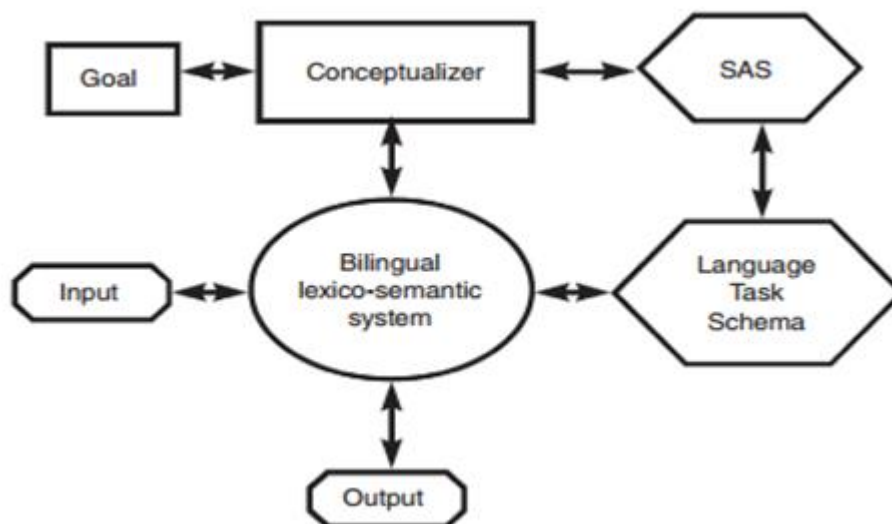 Goal
Conceptualizer
SAS
Input
Bilingual
lexico-semantic
system
Language
Task
Schema
Output